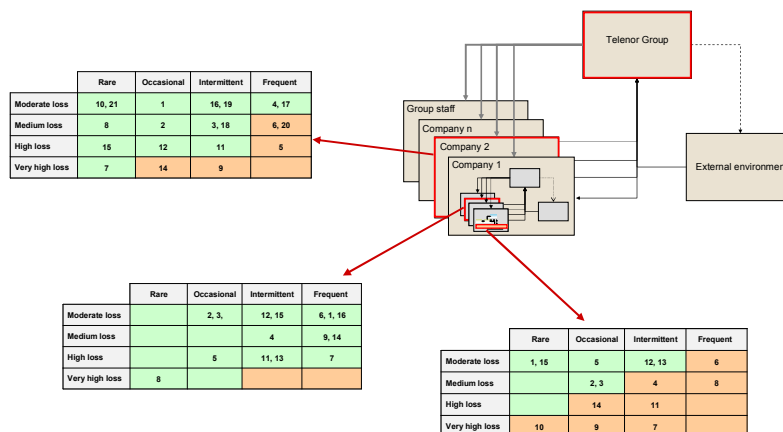 Telenor Group
Group staff
Company n
Company 2
Company 1
External environment
Rare Occasional Intermittent Frequent
Moderate loss 10, 21 1 16, 19 4, 17
Medium loss 8 2 3, 18 6, 20
High loss 15 12 11 5
Very high loss 7 14 9
Rare Occasional Intermittent Frequent
Moderate loss 2, 3, 12, 15 6, 1, 16
Medium loss 4 9, 14
High loss 5 11, 13 7
Very high loss 8
Rare Occasional Intermittent Frequent
Moderate loss 1, 15 5 12, 13 6
Medium loss 2, 3 4 8
High loss 14 11
Very high loss 10 9 7